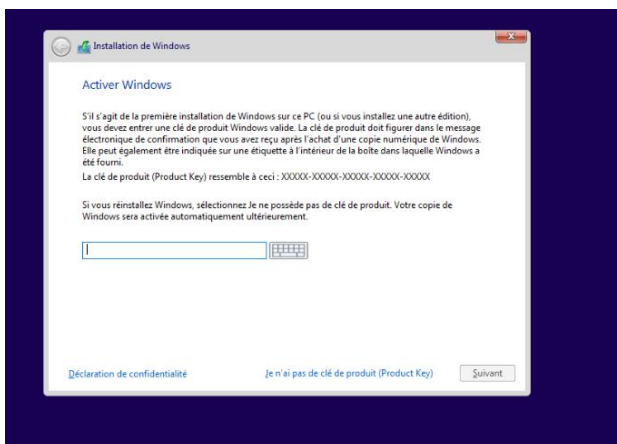 Installation de Windows
Activer Windows
S'il s'agit de la première installation de Windows sur ce PC (ou si vous installez une autre édition),
vous devez entrer une clé de produit Windows valide. La clé de produit doit figurer dans le message
électronique de confirmation que vous avez reçu après l'achat d'une copie numérique de Windows.
Elle peut également être indiquée sur une étiquette à l'intérieur de la boîte dans laquelle Windows a
été fourni.
La clé de produit (Product Key) ressemble à ceci : XXXXX-XXXXX-XXXXX-XXXXX-XXXXX
Si vous réinstallez Windows, sélectionnez Je ne possède pas de clé de produit. Votre copie de
Windows sera activée automatiquement ultérieurement.
Déclaration de confidentialité
Je n'ai pas de clé de produit (Product Key)
Suivant